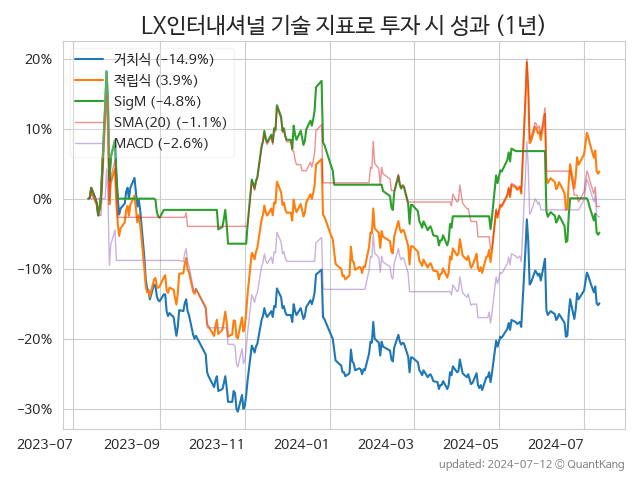 LX인터내셔널 기술 지표로 투자 시 성과 (1년)
거치식 (−14.9%)
적립식 (3.9%)
SigM (−4.8%)
SMA(20) (−1.1%)
MACD (−2.6%)
20%
10%
0%
−10%
−20%
−30%
2023-07 2023-09 2023-11 2024-01 2024-03 2024-05 2024-07
updated: 2024-07-12 © QuantKang